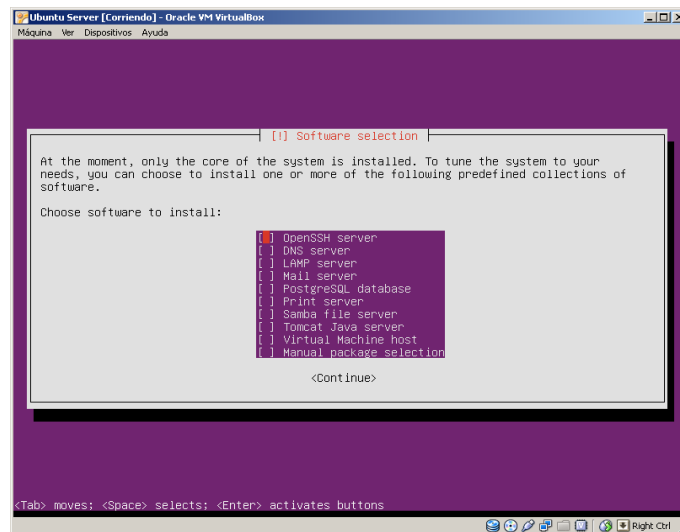 Ubuntu Server [Corriendo] - Oracle VM VirtualBox
Máquina Ver Dispositivos Ayuda
[!] Software selection
At the moment, only the core of the system is installed. To tune the system to your
needs, you can choose to install one or more of the following predefined collections of
software.
Choose software to install:
[ ] OpenSSH server
[ ] DNS server
[ ] LAMP server
[ ] Mail server
[ ] PostgreSQL database
[ ] Print server
[ ] Samba file server
[ ] Tomcat Java server
[ ] Virtual Machine host
[ ] Manual package selection
<Continue>
<Tab> moves; <Space> selects; <Enter> activates buttons
Right Ctrl